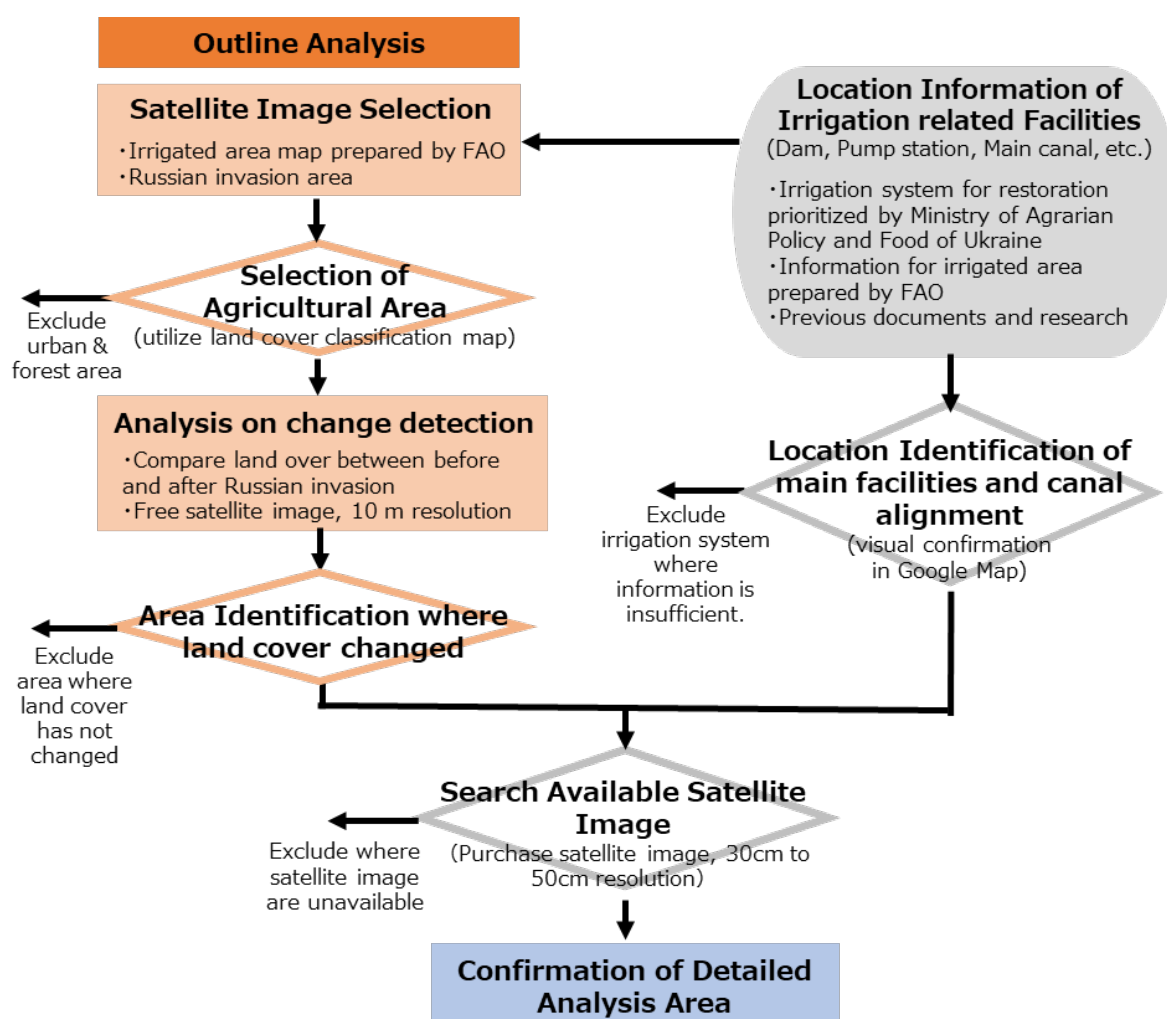 Outline Analysis
Satellite Image Selection
・Irrigated area map prepared by FAO
・Russian invasion area
Location Information of
Irrigation related Facilities
(Dam, Pump station, Main canal, etc.)
・Irrigation system for restoration
prioritized by Ministry of Agrarian
Policy and Food of Ukraine
・Information for irrigated area
prepared by FAO
・Previous documents and research
Selection of
Agricultural Area
(utilize land cover classification map)
Exclude
urban &
forest area
Analysis on change detection
・Compare land over between before
and after Russian invasion
・Free satellite image, 10 m resolution
Location Identification of
main facilities and canal
alignment
(visual confirmation
in Google Map)
Exclude
irrigation system
where
information is
insufficient.
Area Identification where
land cover changed
Exclude
area where
land cover
has not
changed
Search Available Satellite
Image
(Purchase satellite image, 30cm to
50cm resolution)
Exclude where
satellite image
are unavailable
Confirmation of Detailed
Analysis Area